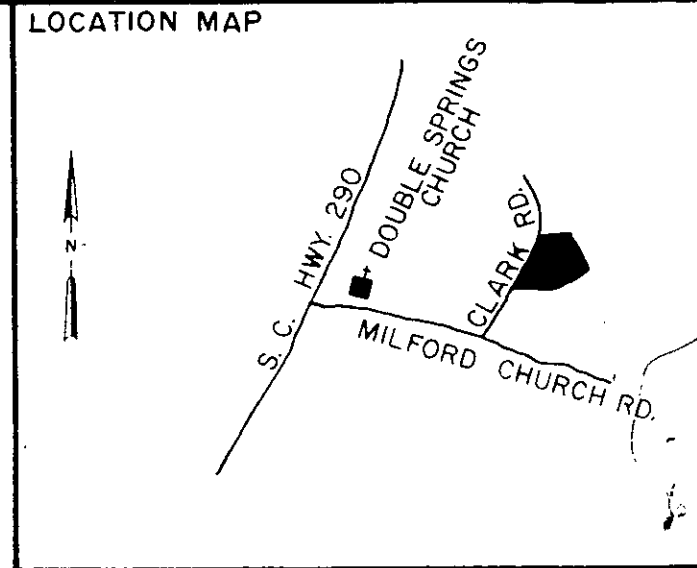 LOCATION MAP
N
S. C. HWY. 290
DOUBLE SPRINGS
CHURCH
CLARK RD.
MILFORD CHURCH RD.